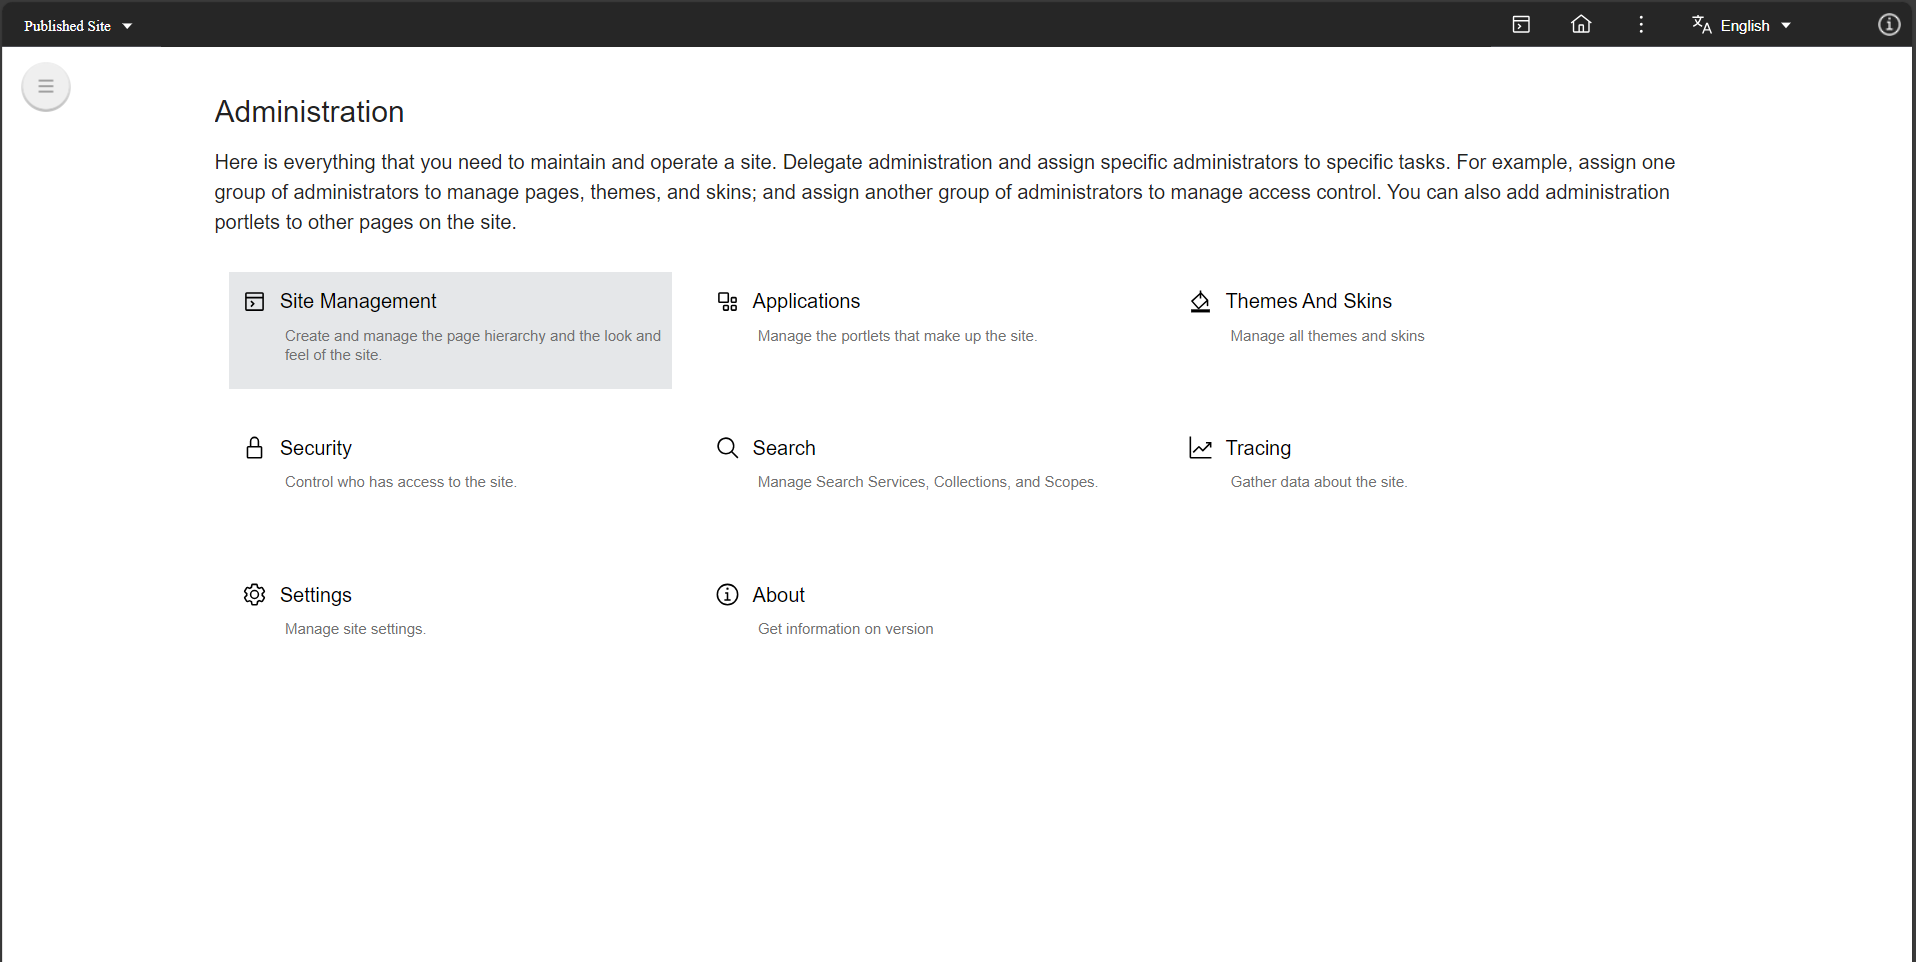 Published Site
English
Administration
Here is everything that you need to maintain and operate a site. Delegate administration and assign specific administrators to specific tasks. For example, assign one
group of administrators to manage pages, themes, and skins; and assign another group of administrators to manage access control. You can also add administration
portlets to other pages on the site.
Site Management
Create and manage the page hierarchy and the look and
feel of the site.
Applications
Manage the portlets that make up the site.
Themes And Skins
Manage all themes and skins
Security
Control who has access to the site.
Search
Manage Search Services, Collections, and Scopes.
Tracing
Gather data about the site.
Settings
Manage site settings.
About
Get information on version